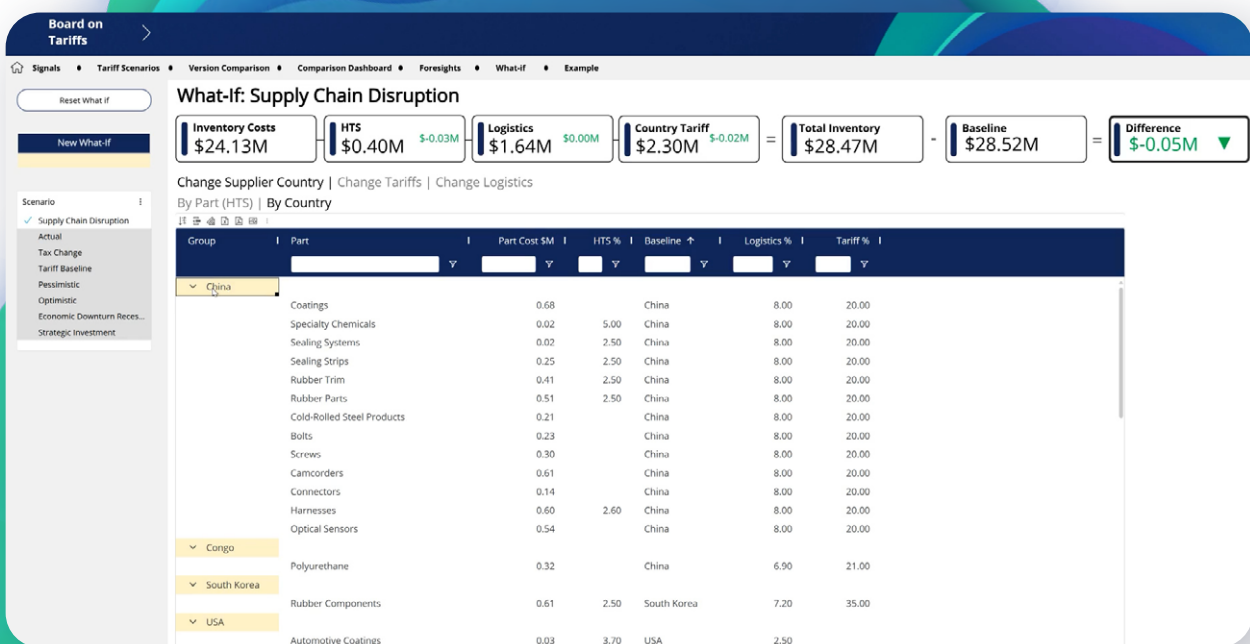 Board on
Tariffs
Signals • Tariff Scenarios • Version Comparison • Comparison Dashboard • Foresights • What-if • Example
Reset What if
New What-If
Scenario
Supply Chain Disruption
Actual
Tax Change
Tariff Baseline
Pessimistic
Optimistic
Economic Downturn Reces...
Strategic Investment
What-If: Supply Chain Disruption
Inventory Costs
$24.13M
HTS
$0.40M $-0.03M
Logistics
$1.64M $0.00M
Country Tariff
$2.30M $-0.02M
=
Total Inventory
$28.47M
-
Baseline
$28.52M
=
Difference
$-0.05M ▼
Change Supplier Country | Change Tariffs | Change Logistics
By Part (HTS) | By Country
Group Part Part Cost $M HTS % Baseline ↑ Logistics % Tariff %
China
Coatings 0.68 China 8.00 20.00
Specialty Chemicals 0.02 5.00 China 8.00 20.00
Sealing Systems 0.02 2.50 China 8.00 20.00
Sealing Strips 0.25 2.50 China 8.00 20.00
Rubber Trim 0.41 2.50 China 8.00 20.00
Rubber Parts 0.51 2.50 China 8.00 20.00
Cold-Rolled Steel Products 0.21 China 8.00 20.00
Bolts 0.23 China 8.00 20.00
Screws 0.30 China 8.00 20.00
Camcorders 0.61 China 8.00 20.00
Connectors 0.14 China 8.00 20.00
Harnesses 0.60 2.60 China 8.00 20.00
Optical Sensors 0.54 China 8.00 20.00
Congo
Polyurethane 0.32 China 6.90 21.00
South Korea
Rubber Components 0.61 2.50 South Korea 7.20 35.00
USA
Automotive Coatings 0.03 3.70 USA 2.50